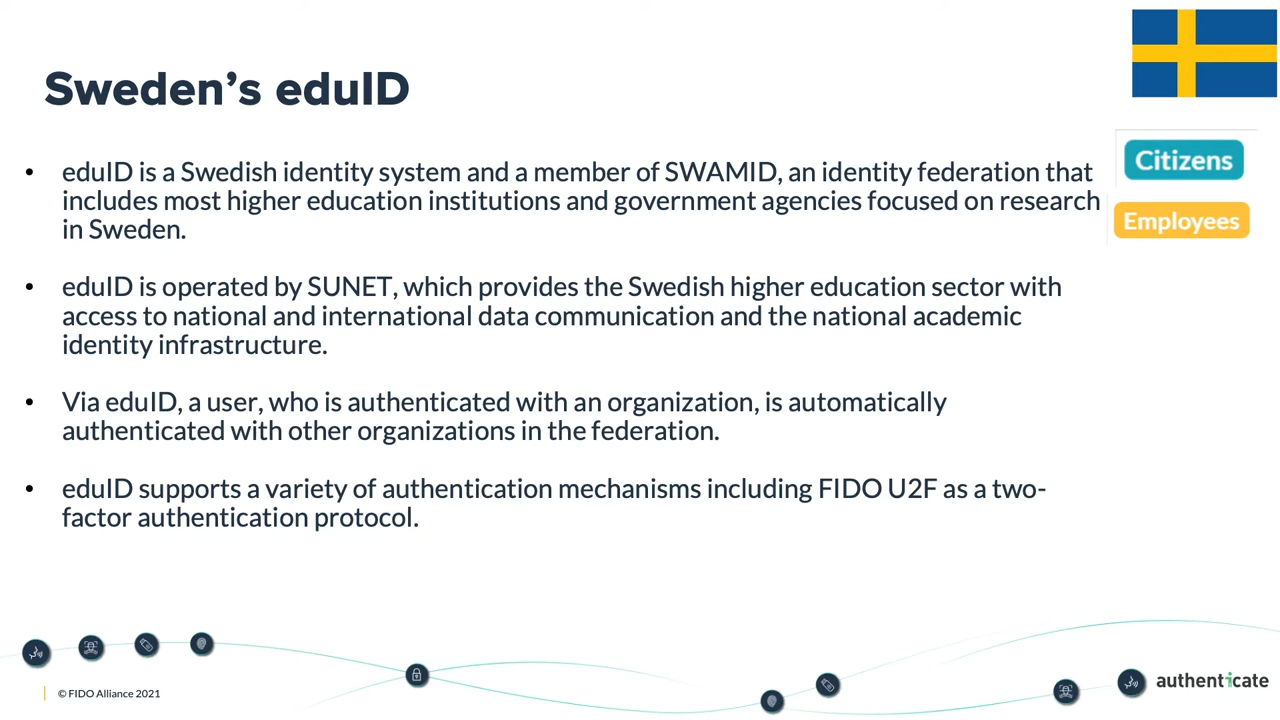 Sweden’s eduID
• eduID is a Swedish identity system and a member of SWAMID, an identity federation that
includes most higher education institutions and government agencies focused on research
in Sweden.
• eduID is operated by SUNET, which provides the Swedish higher education sector with
access to national and international data communication and the national academic
identity infrastructure.
• Via eduID, a user, who is authenticated with an organization, is automatically
authenticated with other organizations in the federation.
• eduID supports a variety of authentication mechanisms including FIDO U2F as a two-
factor authentication protocol.
Citizens
Employees
© FIDO Alliance 2021
authenticate